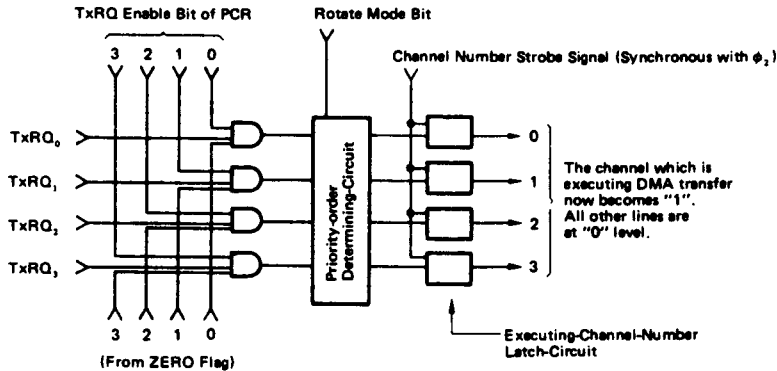 TxRQ Enable Bit of PCR
Rotate Mode Bit
3 2 1 0
Channel Number Strobe Signal (Synchronous with ϕ₂)
TxRQ₀
TxRQ₁
TxRQ₂
TxRQ₃
Priority-order
Determining-Circuit
0
1
2
3
The channel which is
executing DMA transfer
now becomes "1".
All other lines are
at "0" level.
3 2 1 0
(From ZERO Flag)
Executing-Channel-Number
Latch-Circuit